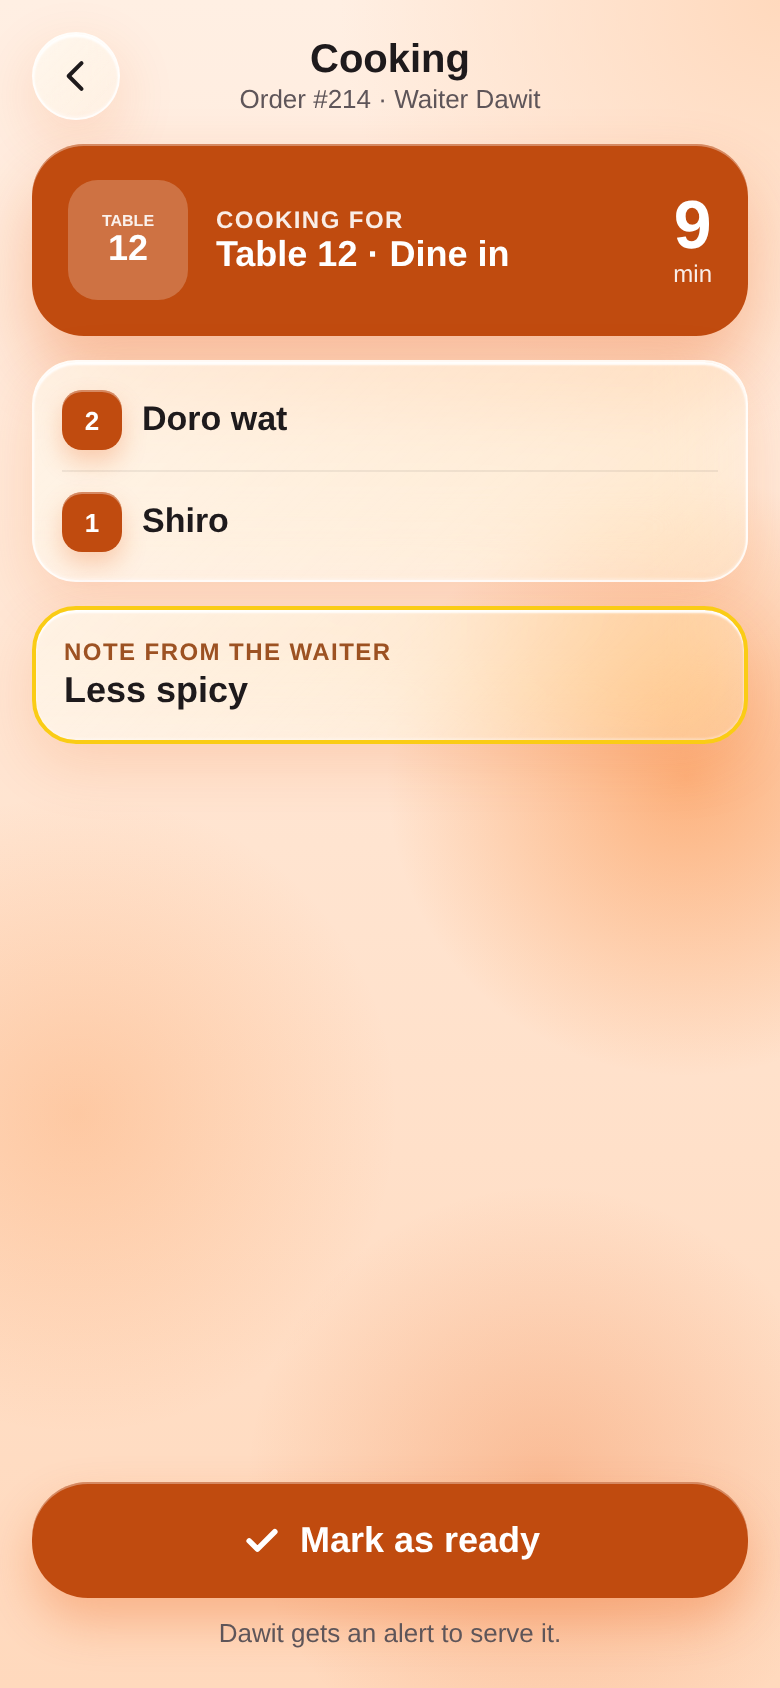 Cooking
Order #214 · Waiter Dawit
TABLE
12
COOKING FOR
Table 12 · Dine in
9
min
2
Doro wat
1
Shiro
NOTE FROM THE WAITER
Less spicy
Mark as ready
Dawit gets an alert to serve it.